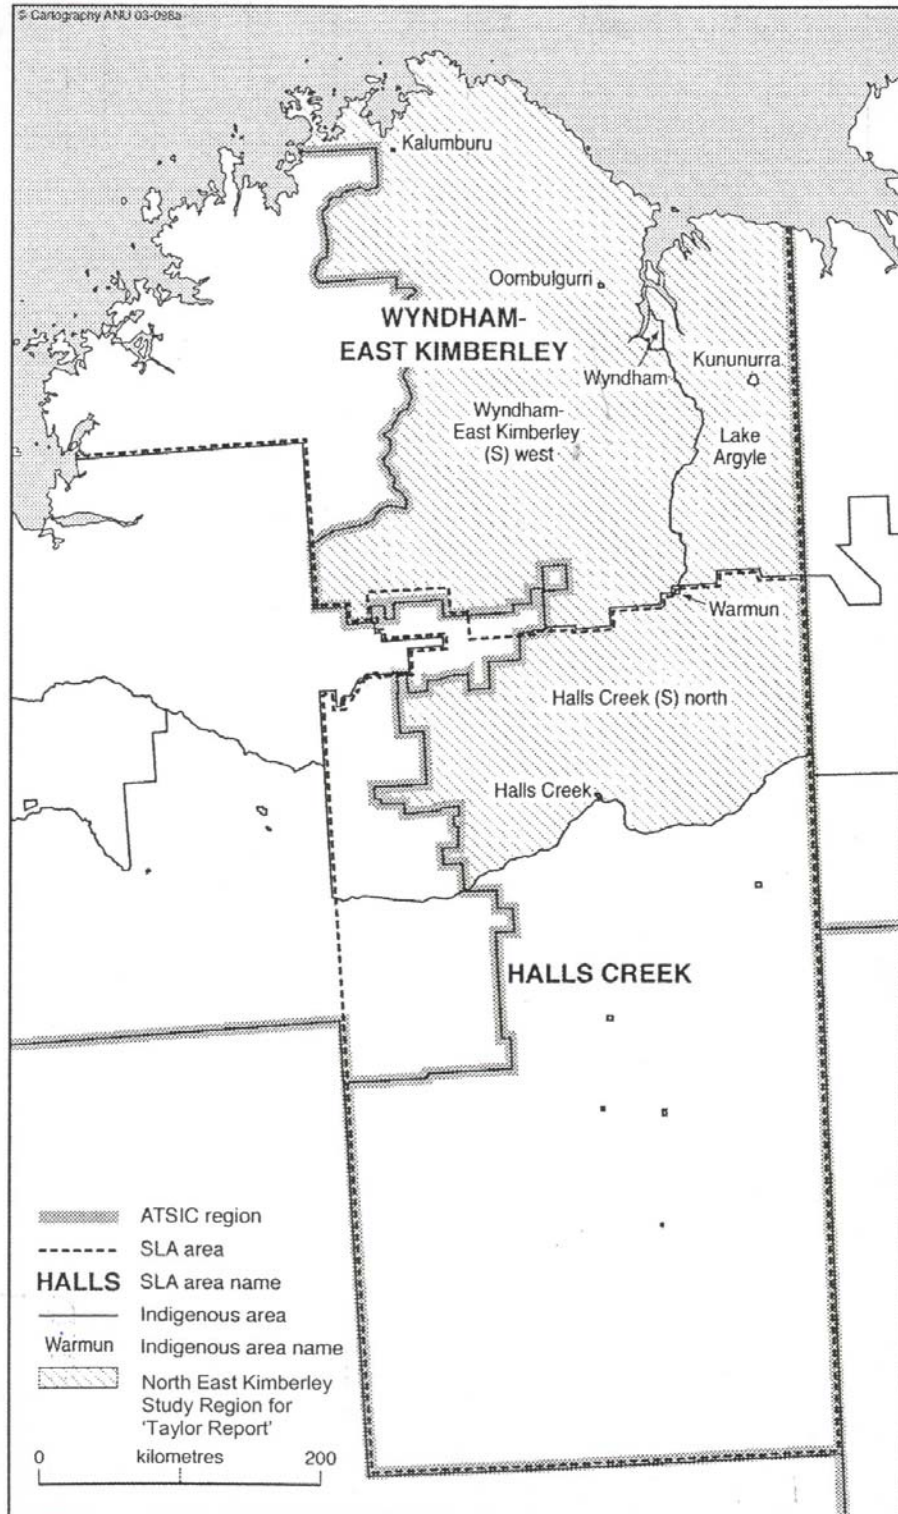 © Cartography ANU 03-098a
Kalumburu
Oombulgurri
WYNDHAM-
EAST KIMBERLEY
Wyndham
Kununurra
Wyndham-
East Kimberley
(S) west
Lake
Argyle
Warmun
Halls Creek (S) north
Halls Creek
HALLS CREEK
ATSIC region
SLA area
HALLS SLA area name
Indigenous area
Warmun Indigenous area name
North East Kimberley
Study Region for
'Taylor Report'
0 kilometres 200